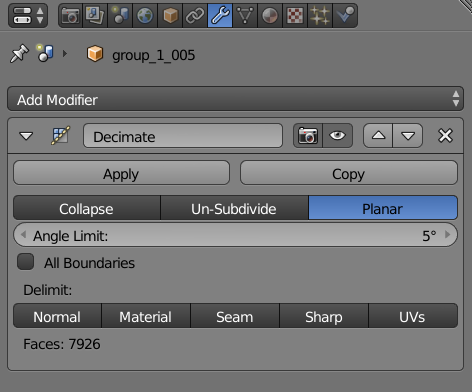 group_1_005
Add Modifier
Decimate
Apply Copy
Collapse Un-Subdivide Planar
Angle Limit: 5°
All Boundaries
Delimit:
Normal Material Seam Sharp UVs
Faces: 7926